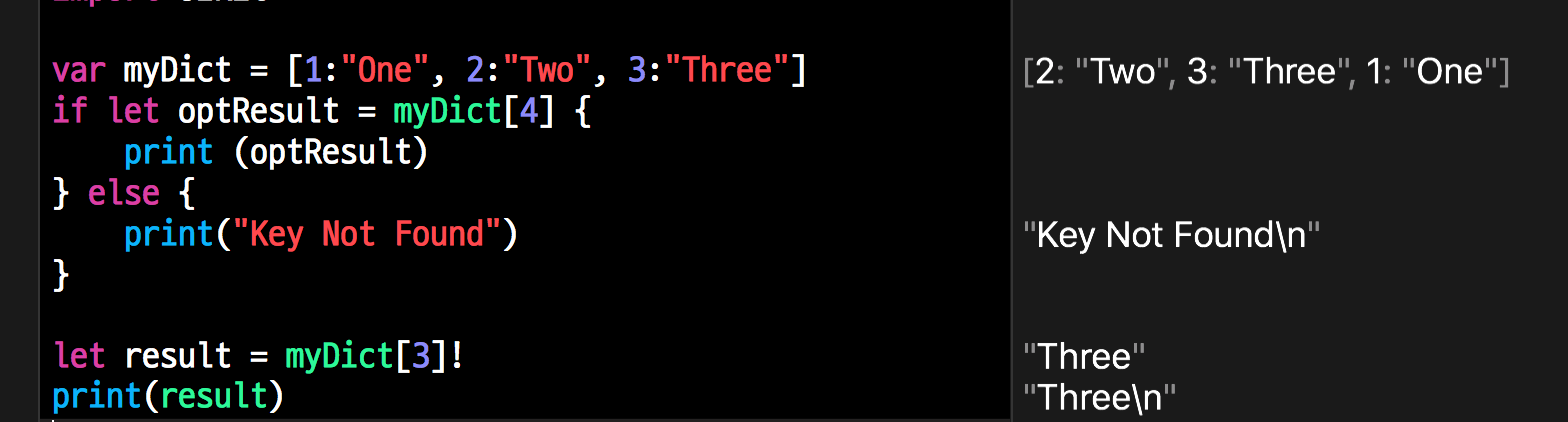 var myDict = [1:"One", 2:"Two", 3:"Three"]
[2: "Two", 3: "Three", 1: "One"]
if let optResult = myDict[4] {
    print (optResult)
} else {
    print("Key Not Found")
"Key Not Found\n"
}
let result = myDict[3]!
"Three"
print(result)
"Three\n"